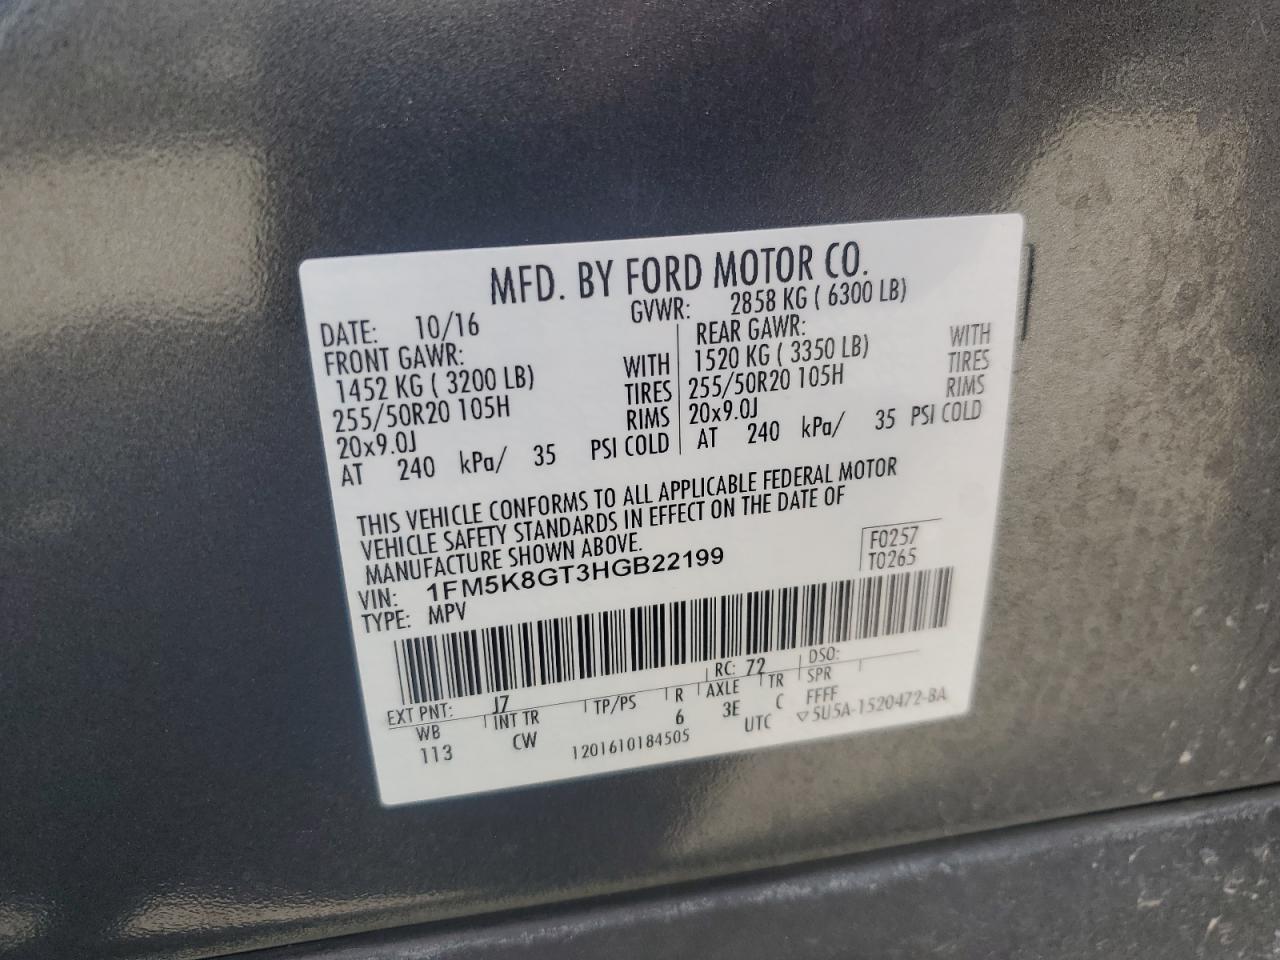 MFD. BY FORD MOTOR CO.
DATE: 10/16 GVWR: 2858 KG ( 6300 LB)
FRONT GAWR: REAR GAWR:
1452 KG ( 3200 LB) WITH 1520 KG ( 3350 LB) WITH
255/50R20 105H TIRES 255/50R20 105H TIRES
20x9.0J RIMS 20x9.0J RIMS
AT 240 kPa/ 35 PSI COLD AT 240 kPa/ 35 PSI COLD
THIS VEHICLE CONFORMS TO ALL APPLICABLE FEDERAL MOTOR
VEHICLE SAFETY STANDARDS IN EFFECT ON THE DATE OF
MANUFACTURE SHOWN ABOVE.
F0257
VIN: 1FM5K8GT3HGB22199
T0265
TYPE: MPV
EXT PNT: J7 RC: 72 DSO:
WB INT TR TP/PS R AXLE TR SPR
113 CW 6 3E C FFFF
1201610184505 UTC ▽5U5A-1520472-BA